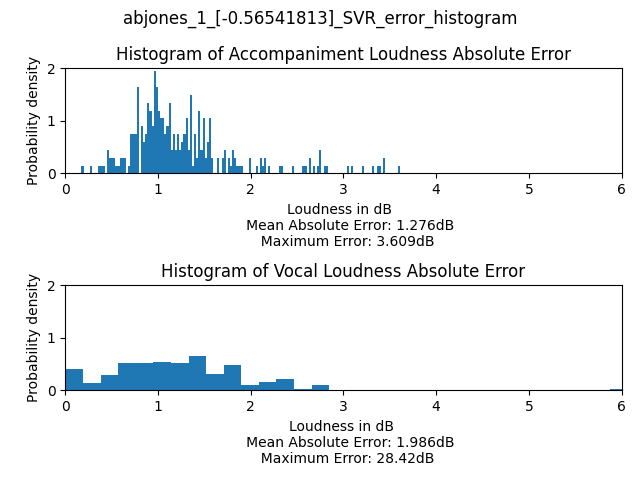 abjones_1_[-0.56541813]_SVR_error_histogram
Histogram of Accompaniment Loudness Absolute Error
Probability density
2
1
0
0 1 2 3 4 5 6
Loudness in dB
Mean Absolute Error: 1.276dB
Maximum Error: 3.609dB
Histogram of Vocal Loudness Absolute Error
Probability density
2
1
0
0 1 2 3 4 5 6
Loudness in dB
Mean Absolute Error: 1.986dB
Maximum Error: 28.42dB